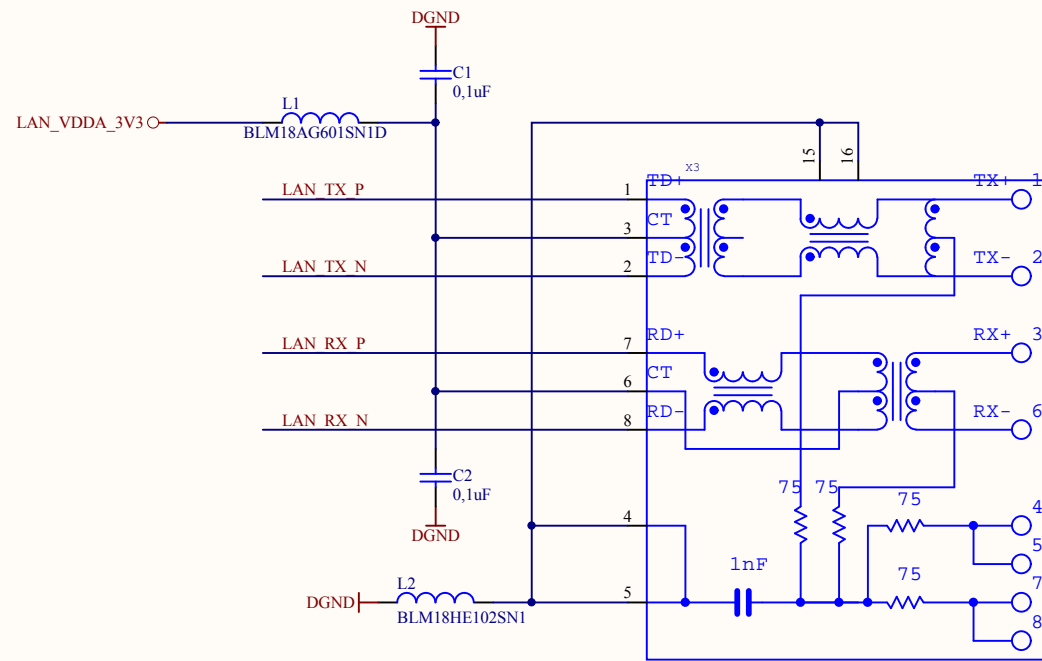 DGND
C1
0,1uF
L1
LAN_VDDA_3V3
BLM18AG601SN1D
15
16
X3
LAN_TX_P
1
TD+
TX+
1
3
CT
LAN_TX_N
2
TD-
TX-
2
LAN_RX_P
7
RD+
RX+
3
6
CT
LAN_RX_N
8
RD-
RX-
6
C2
0,1uF
DGND
75
75
75
4
4
5
1nF
75
L2
DGND
BLM18HE102SN1
5
7
8